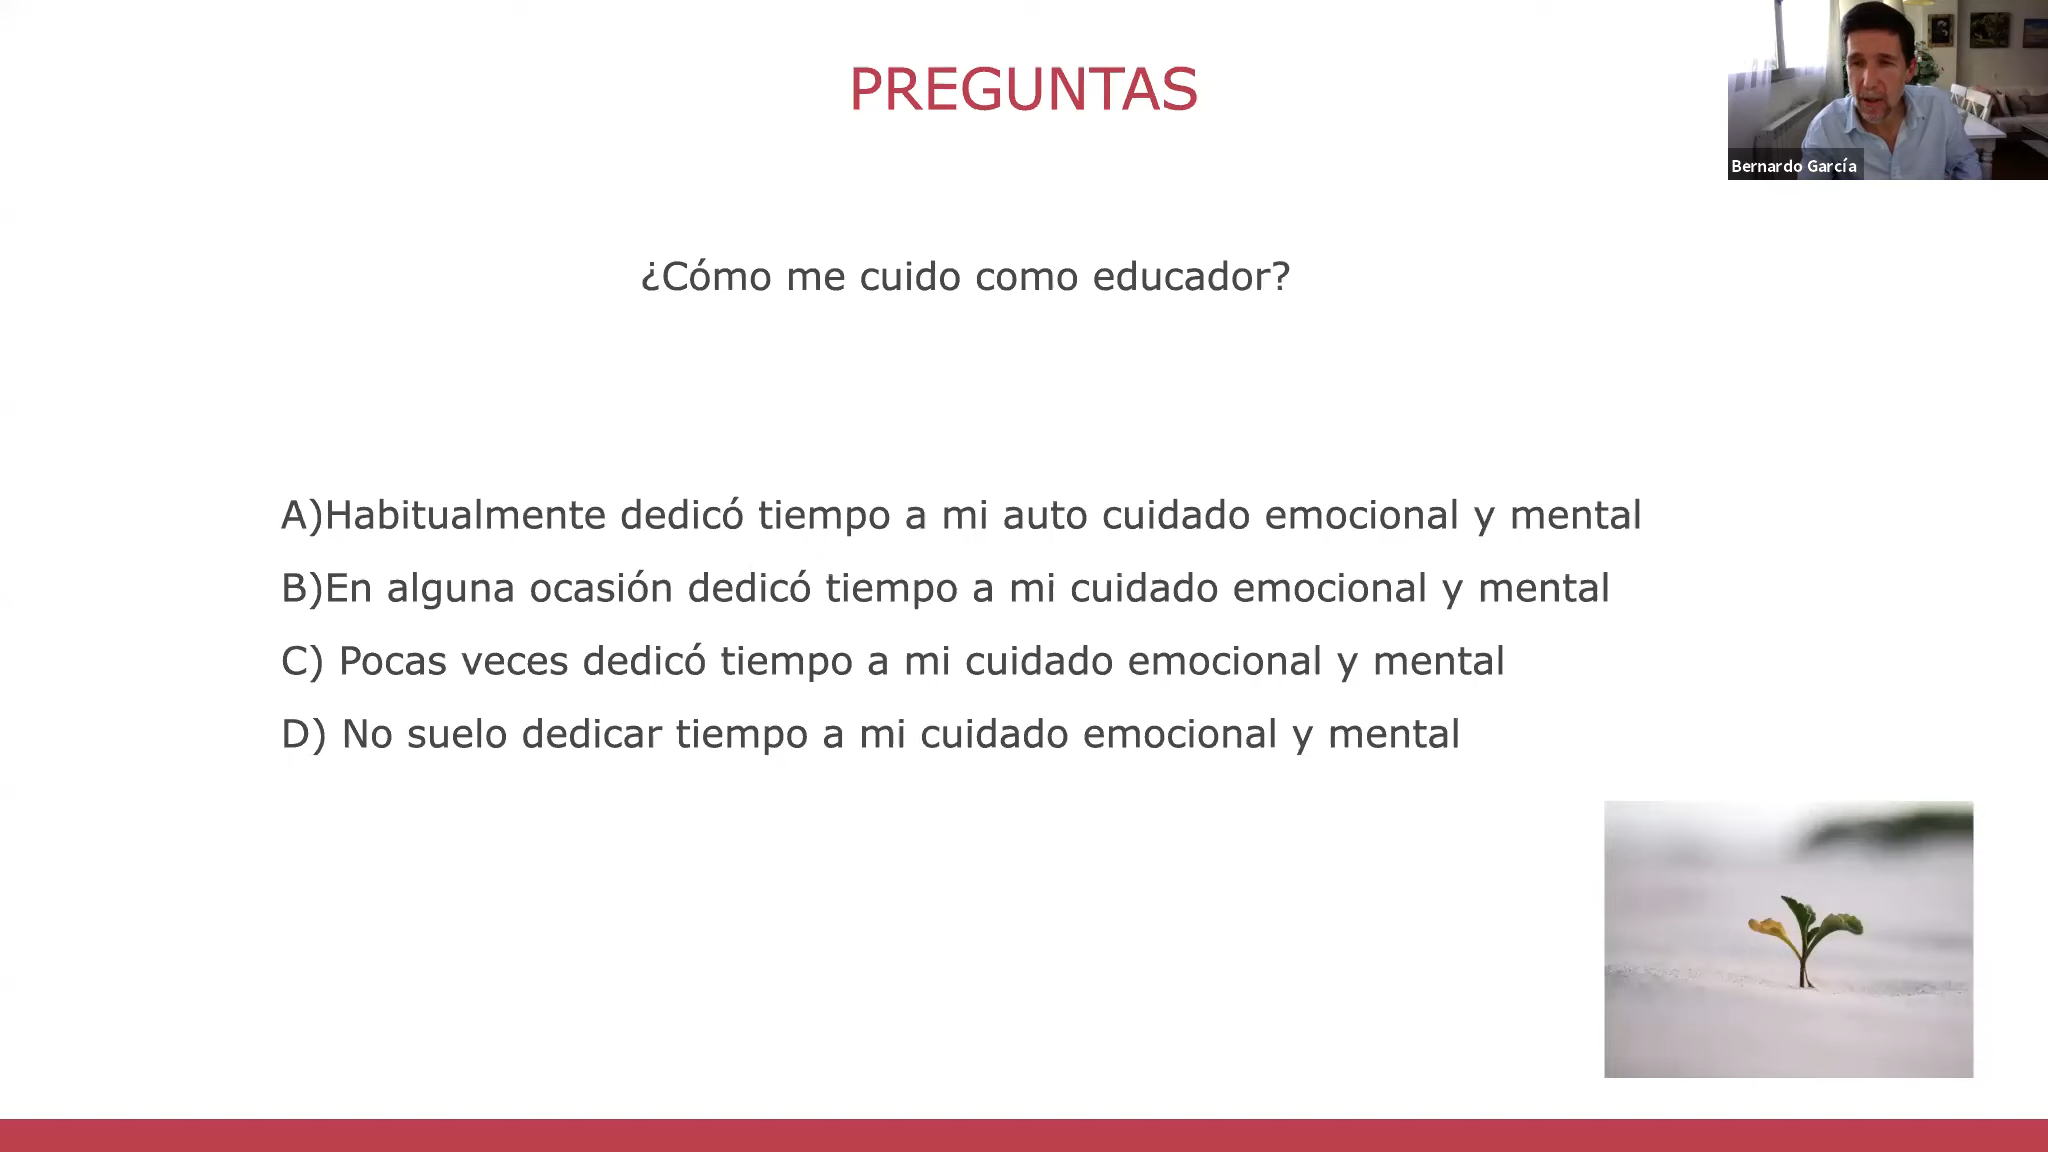 PREGUNTAS
Bernardo García
¿Cómo me cuido como educador?
A)Habitualmente dedicó tiempo a mi auto cuidado emocional y mental
B)En alguna ocasión dedicó tiempo a mi cuidado emocional y mental
C) Pocas veces dedicó tiempo a mi cuidado emocional y mental
D) No suelo dedicar tiempo a mi cuidado emocional y mental